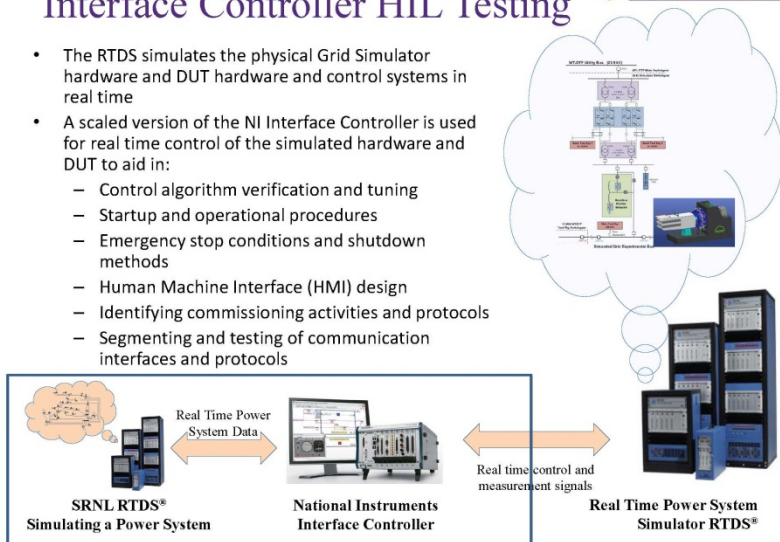 Interface Controller HIL Testing
• The RTDS simulates the physical Grid Simulator
hardware and DUT hardware and control systems in
real time
• A scaled version of the NI Interface Controller is used
for real time control of the simulated hardware and
DUT to aid in:
– Control algorithm verification and tuning
– Startup and operational procedures
– Emergency stop conditions and shutdown
methods
– Human Machine Interface (HMI) design
– Identifying commissioning activities and protocols
– Segmenting and testing of communication
interfaces and protocols
Real Time Power
System Data
Real time control and
measurement signals
SRNL RTDS®
Simulating a Power System
National Instruments
Interface Controller
Real Time Power System
Simulator RTDS®